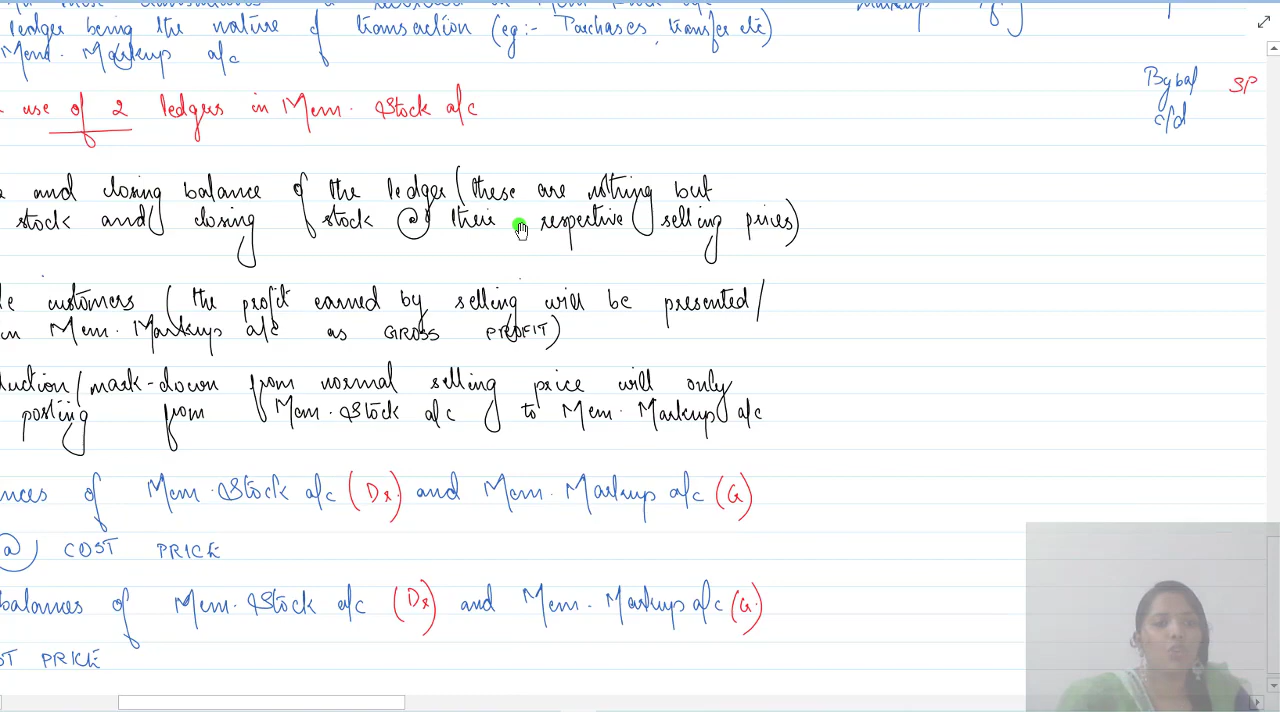 ledger being the nature of transaction (eg:- Purchases, transfer etc)
Mem. Markup a/c
By bal SP
c/d
use of 2 ledgers in Mem. Stock a/c
and closing balance of the ledger (these are nothing but
stock and closing stock @ there respective selling prices)
customers (the profit earned by selling will be presented/
in Mem. Markup a/c as GROSS PROFIT)
duction/mark-down from normal selling price will only
posting from Mem. Stock a/c to Mem. Markup a/c
nces of Mem. Stock a/c (Dr.) and Mem. Markup a/c (Cr)
@ COST PRICE
balances of Mem. Stock a/c (Dr) and Mem. Markup a/c (Cr.)
ST PRICE